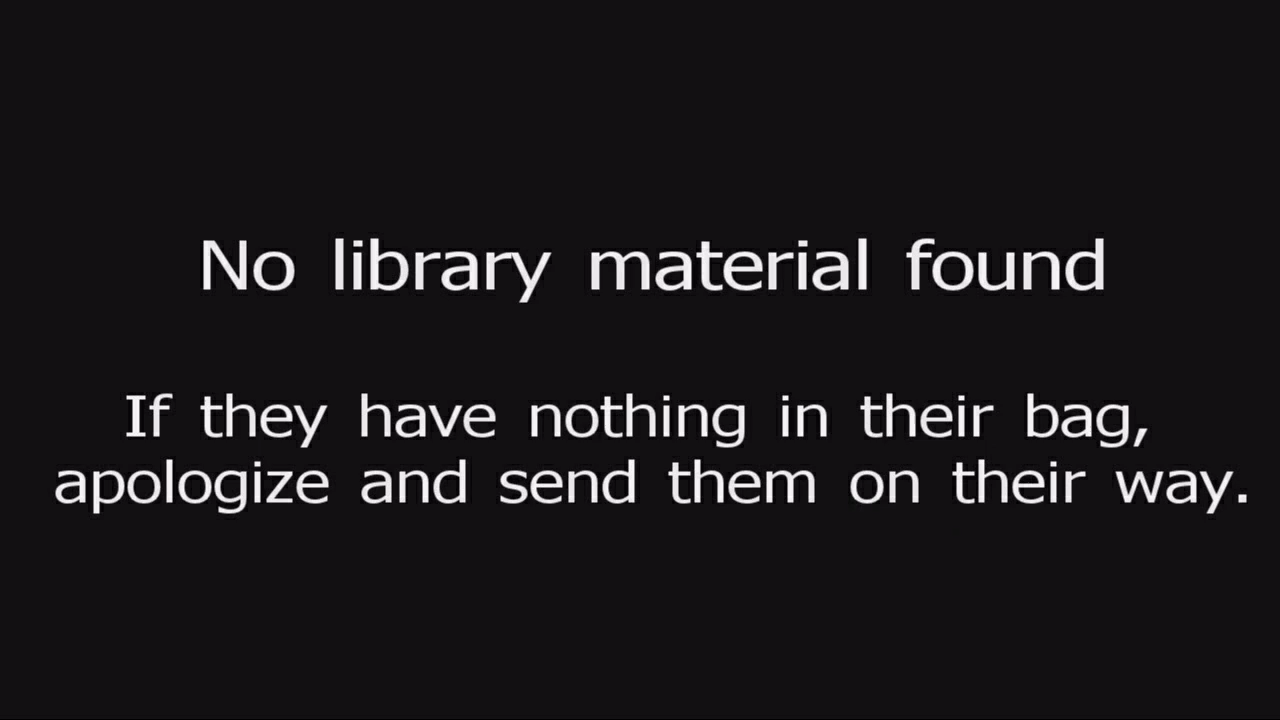 No library material found
If they have nothing in their bag,
apologize and send them on their way.